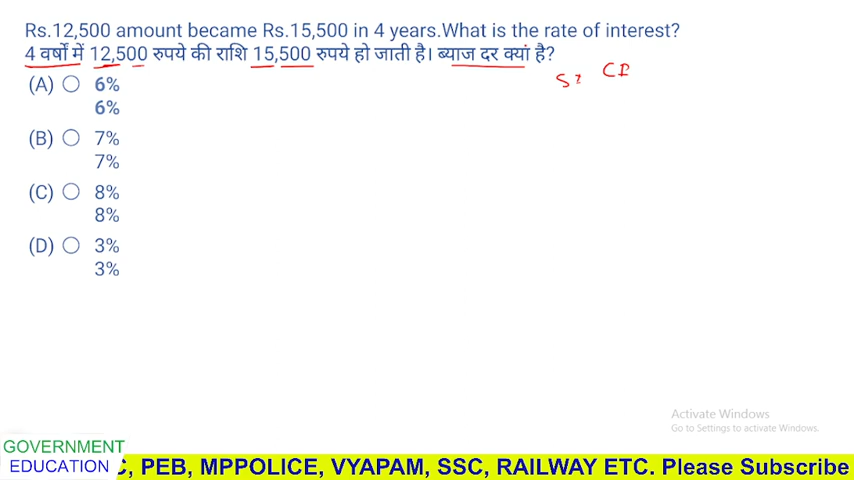 Rs.12,500 amount became Rs.15,500 in 4 years.What is the rate of interest?
4 वर्षों में 12,500 रुपये की राशि 15,500 रुपये हो जाती है। ब्याज दर क्यां है?
SI CI
(A) 6%
6%
(B) 7%
7%
(C) 8%
8%
(D) 3%
3%
Activate Windows
Go to Settings to activate Windows.
GOVERNMENT
EDUCATION
C, PEB, MPPOLICE, VYAPAM, SSC, RAILWAY ETC. Please Subscribe